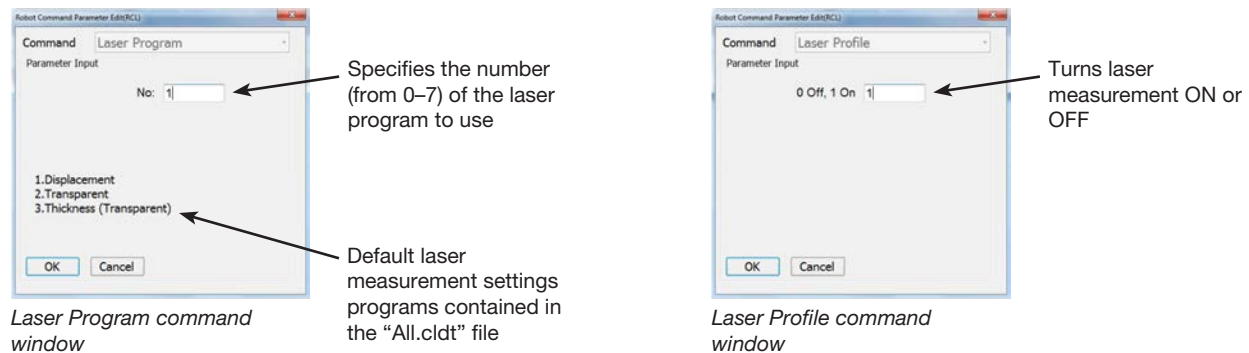 Robot Command Parameter Edit(RCL)
Command Laser Program
Parameter Input
No: 1
1.Displacement
2.Transparent
3.Thickness (Transparent)
OK Cancel
Laser Program command
window
Specifies the number
(from 0–7) of the laser
program to use
Default laser
measurement settings
programs contained in
the “All.cldt” file
Robot Command Parameter Edit(RCL)
Command Laser Profile
Parameter Input
0 Off, 1 On 1
OK Cancel
Laser Profile command
window
Turns laser
measurement ON or
OFF